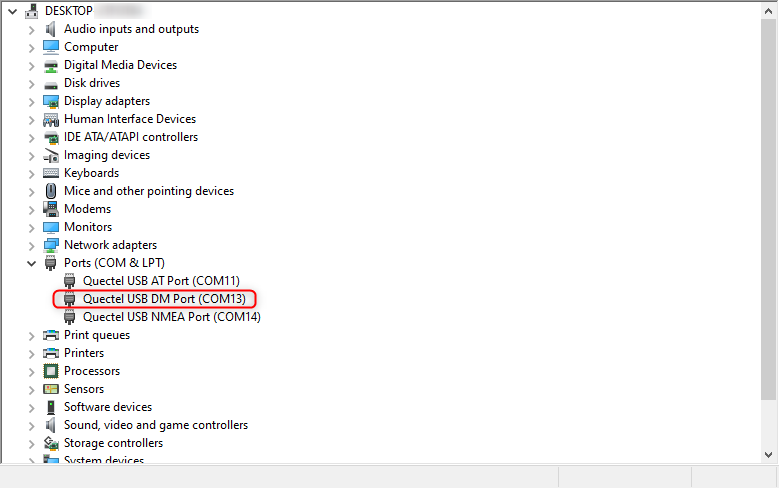 DESKTOP
Audio inputs and outputs
Computer
Digital Media Devices
Disk drives
Display adapters
Human Interface Devices
IDE ATA/ATAPI controllers
Imaging devices
Keyboards
Mice and other pointing devices
Modems
Monitors
Network adapters
Ports (COM & LPT)
Quectel USB AT Port (COM11)
Quectel USB DM Port (COM13)
Quectel USB NMEA Port (COM14)
Print queues
Printers
Processors
Sensors
Software devices
Sound, video and game controllers
Storage controllers
System devices